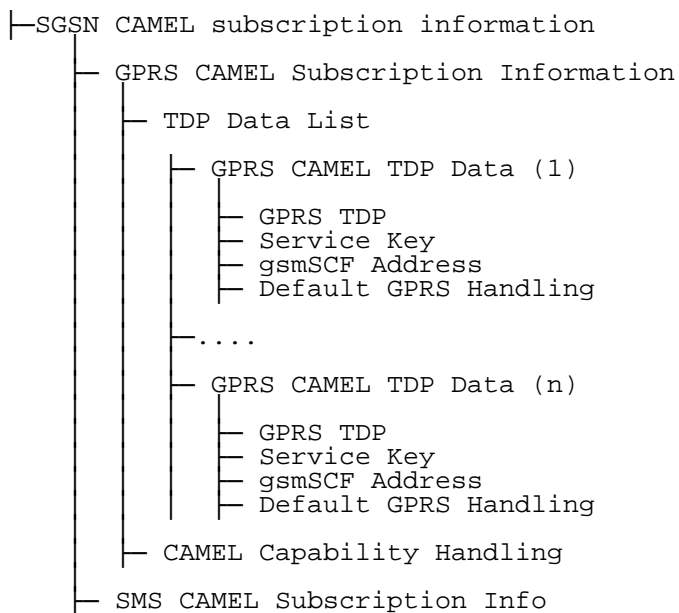 SGSN CAMEL subscription information
GPRS CAMEL Subscription Information
TDP Data List
GPRS CAMEL TDP Data (1)
GPRS TDP
Service Key
gsmSCF Address
Default GPRS Handling
....
GPRS CAMEL TDP Data (n)
GPRS TDP
Service Key
gsmSCF Address
Default GPRS Handling
CAMEL Capability Handling
SMS CAMEL Subscription Info